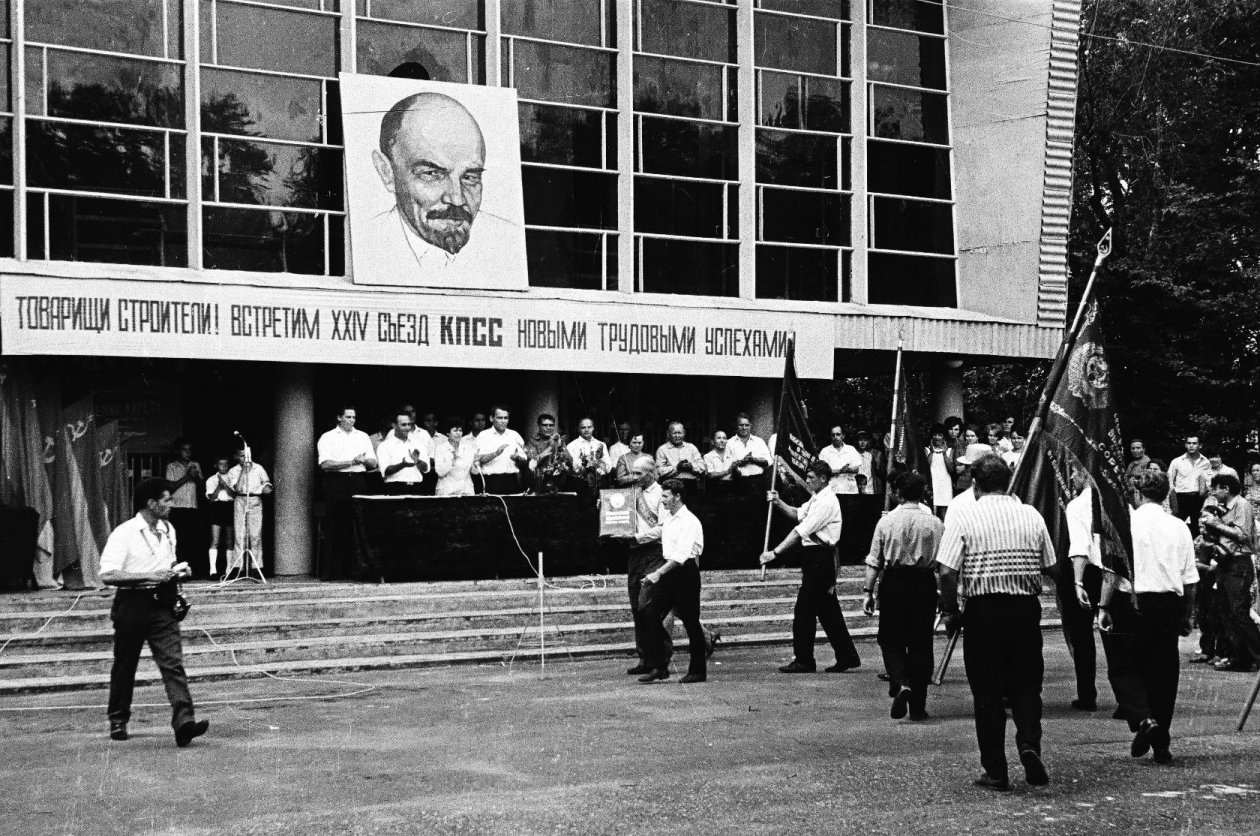 ТОВАРИЩИ СТРОИТЕЛИ! ВСТРЕТИМ XXIV СЪЕЗД КПСС НОВЫМИ ТРУДОВЫМИ УСПЕХАМИ